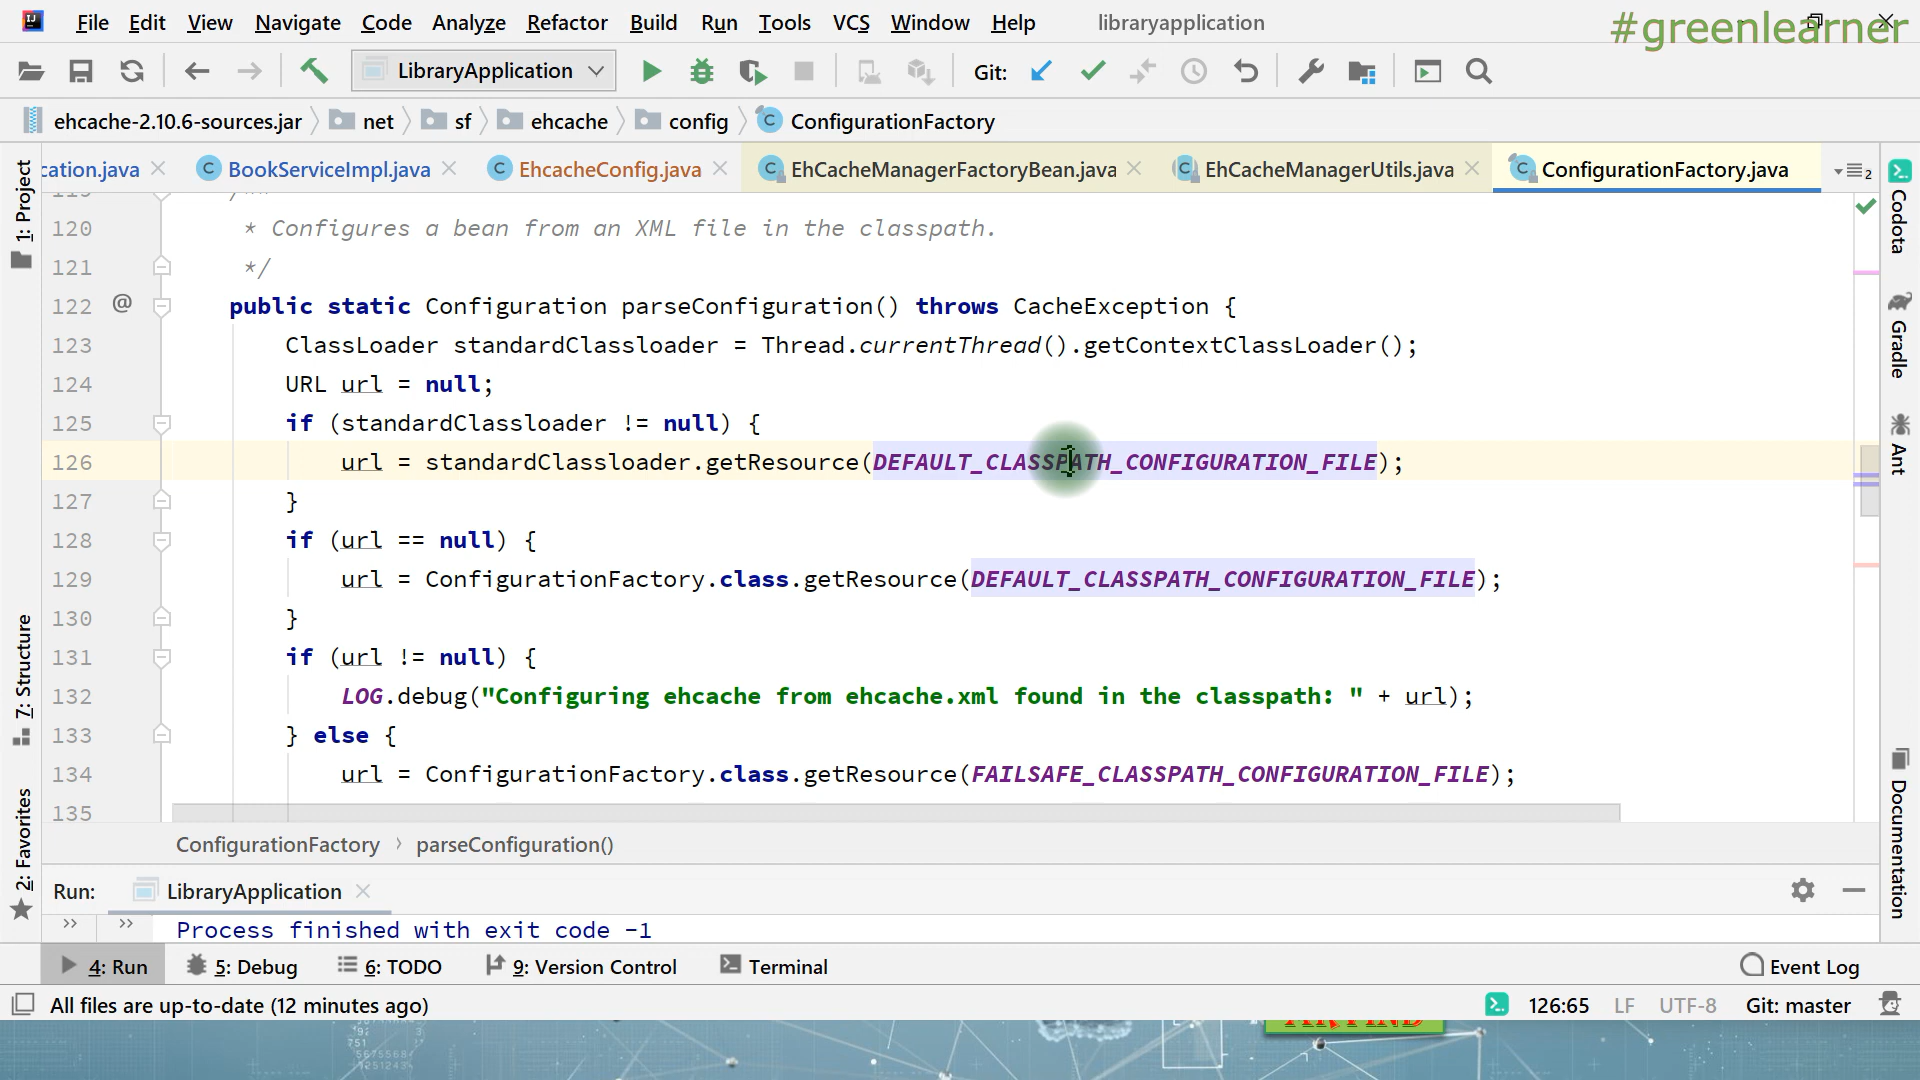 File Edit View Navigate Code Analyze Refactor Build Run Tools VCS Window Help libraryapplication
#greenlearner
LibraryApplication Git:
ehcache-2.10.6-sources.jar net sf ehcache config ConfigurationFactory
cation.java BookServiceImpl.java EhcacheConfig.java EhCacheManagerFactoryBean.java EhCacheManagerUtils.java ConfigurationFactory.java 2
119 /**
120 * Configures a bean from an XML file in the classpath.
121 */
122 @ public static Configuration parseConfiguration() throws CacheException {
123 ClassLoader standardClassloader = Thread.currentThread().getContextClassLoader();
124 URL url = null;
125 if (standardClassloader != null) {
126 url = standardClassloader.getResource(DEFAULT_CLASSPATH_CONFIGURATION_FILE);
127 }
128 if (url == null) {
129 url = ConfigurationFactory.class.getResource(DEFAULT_CLASSPATH_CONFIGURATION_FILE);
130 }
131 if (url != null) {
132 LOG.debug("Configuring ehcache from ehcache.xml found in the classpath: " + url);
133 } else {
134 url = ConfigurationFactory.class.getResource(FAILSAFE_CLASSPATH_CONFIGURATION_FILE);
135
ConfigurationFactory › parseConfiguration()
Run: LibraryApplication
>> >> Process finished with exit code -1
4: Run 5: Debug 6: TODO 9: Version Control Terminal Event Log
All files are up-to-date (12 minutes ago) 126:65 LF UTF-8 Git: master
1: Project
7: Structure
2: Favorites
Codota
Gradle
Ant
Documentation